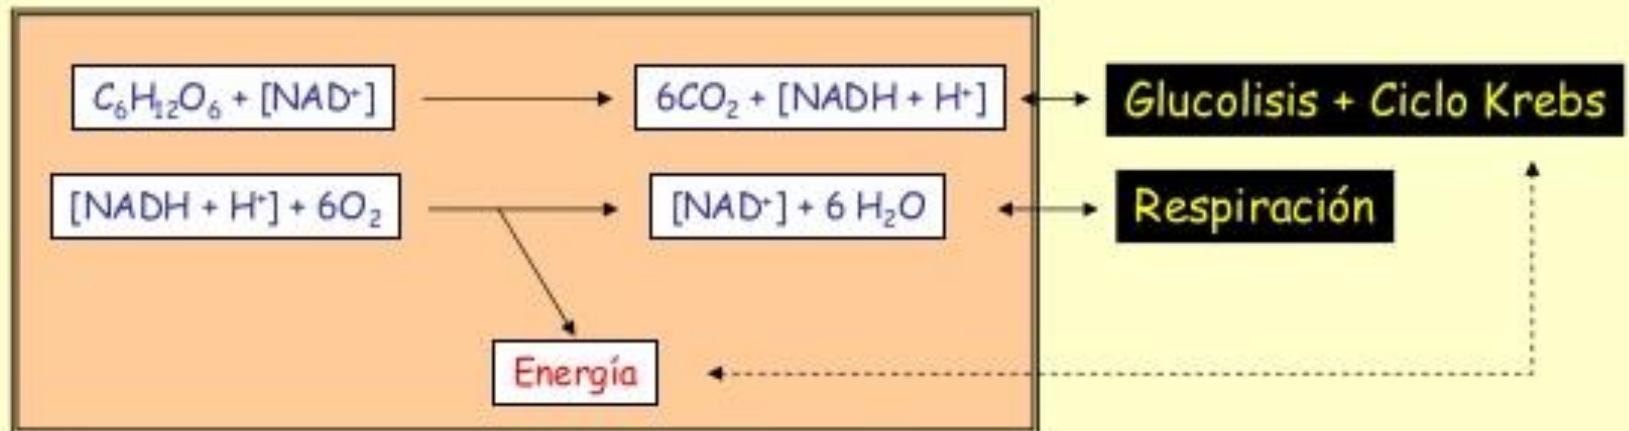 C₆H₁₂O₆ + [NAD⁺]
6CO₂ + [NADH + H⁺]
Glucolisis + Ciclo Krebs
[NADH + H⁺] + 6O₂
[NAD⁺] + 6 H₂O
Respiración
Energía